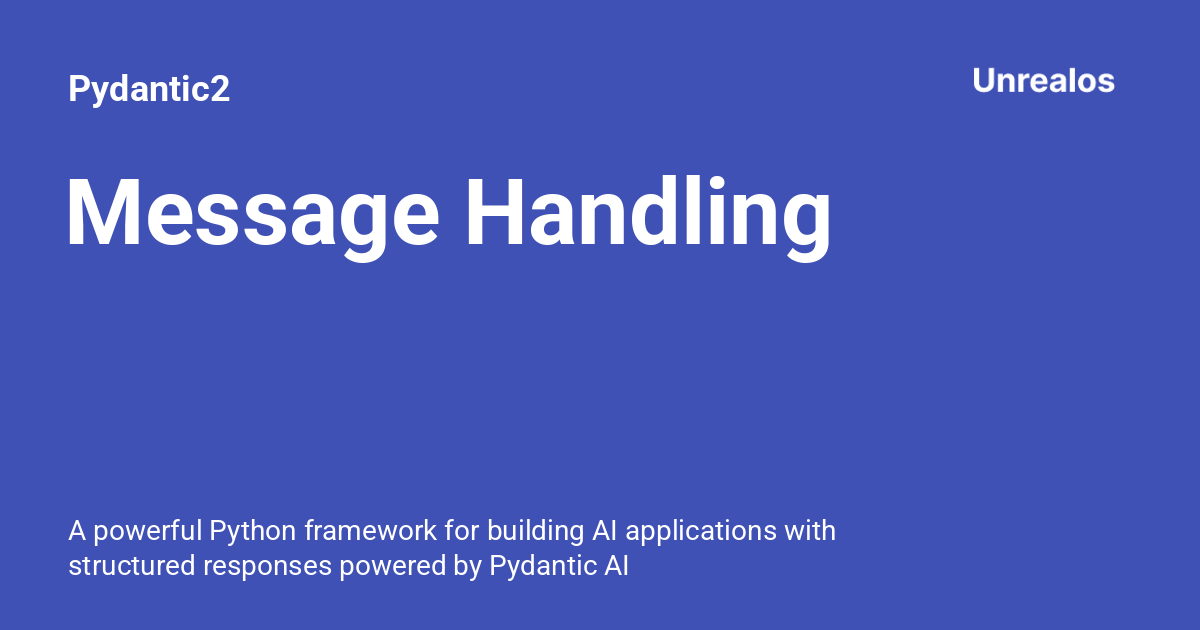 Pydantic2
Unrealos
Message Handling
A powerful Python framework for building AI applications with
structured responses powered by Pydantic AI